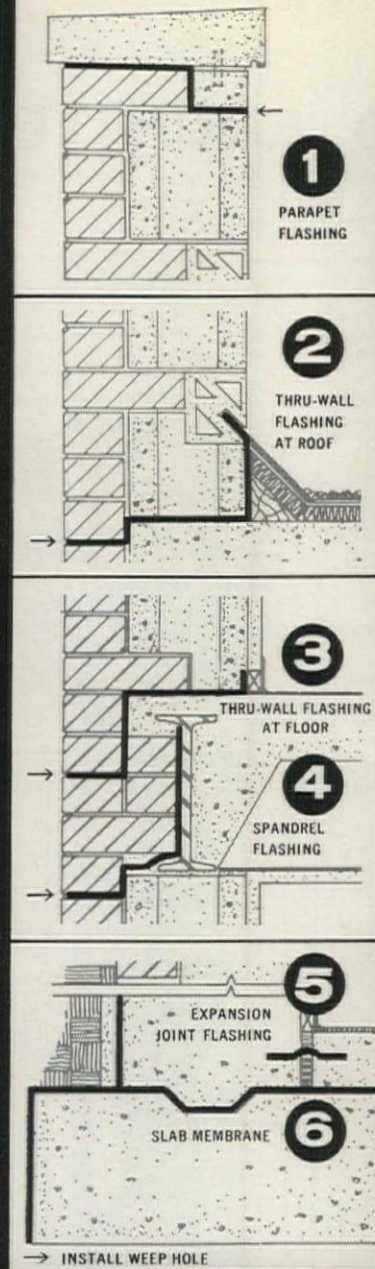 1
PARAPET
FLASHING
2
THRU-WALL
FLASHING
AT ROOF
3
THRU-WALL FLASHING
AT FLOOR
4
SPANDREL
FLASHING
5
EXPANSION
JOINT FLASHING
SLAB MEMBRANE 6
→ INSTALL WEEP HOLE